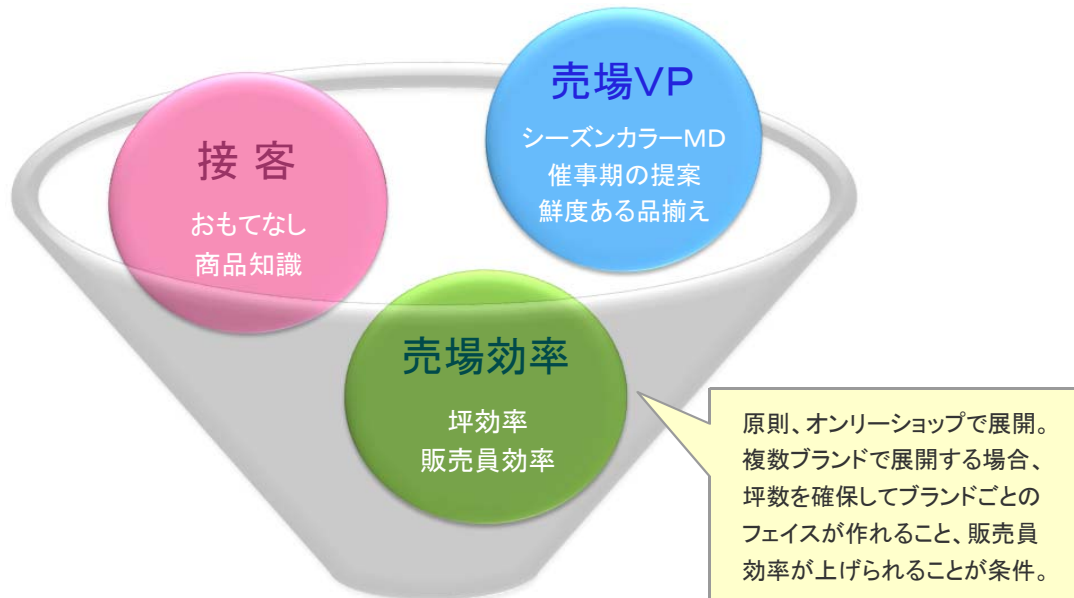 売場VP
シーズンカラーMD
催事期の提案
鮮度ある品揃え
接 客
おもてなし
商品知識
売場効率
坪効率
販売員効率
原則、オンリーショップで展開。
複数ブランドで展開する場合、
坪数を確保してブランドごとの
フェイスが作れること、販売員
効率が上げられることが条件。